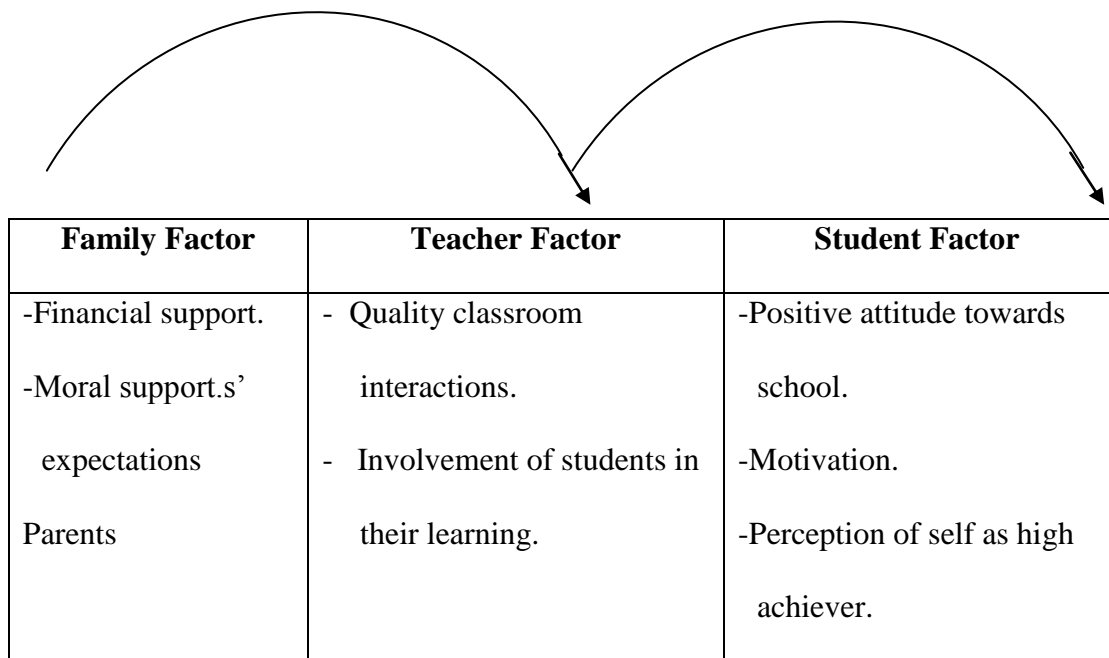 Family Factor
Teacher Factor
Student Factor
-Financial support.
-Moral support.s’
expectations
Parents
- Quality classroom
interactions.
- Involvement of students in
their learning.
-Positive attitude towards
school.
-Motivation.
-Perception of self as high
achiever.